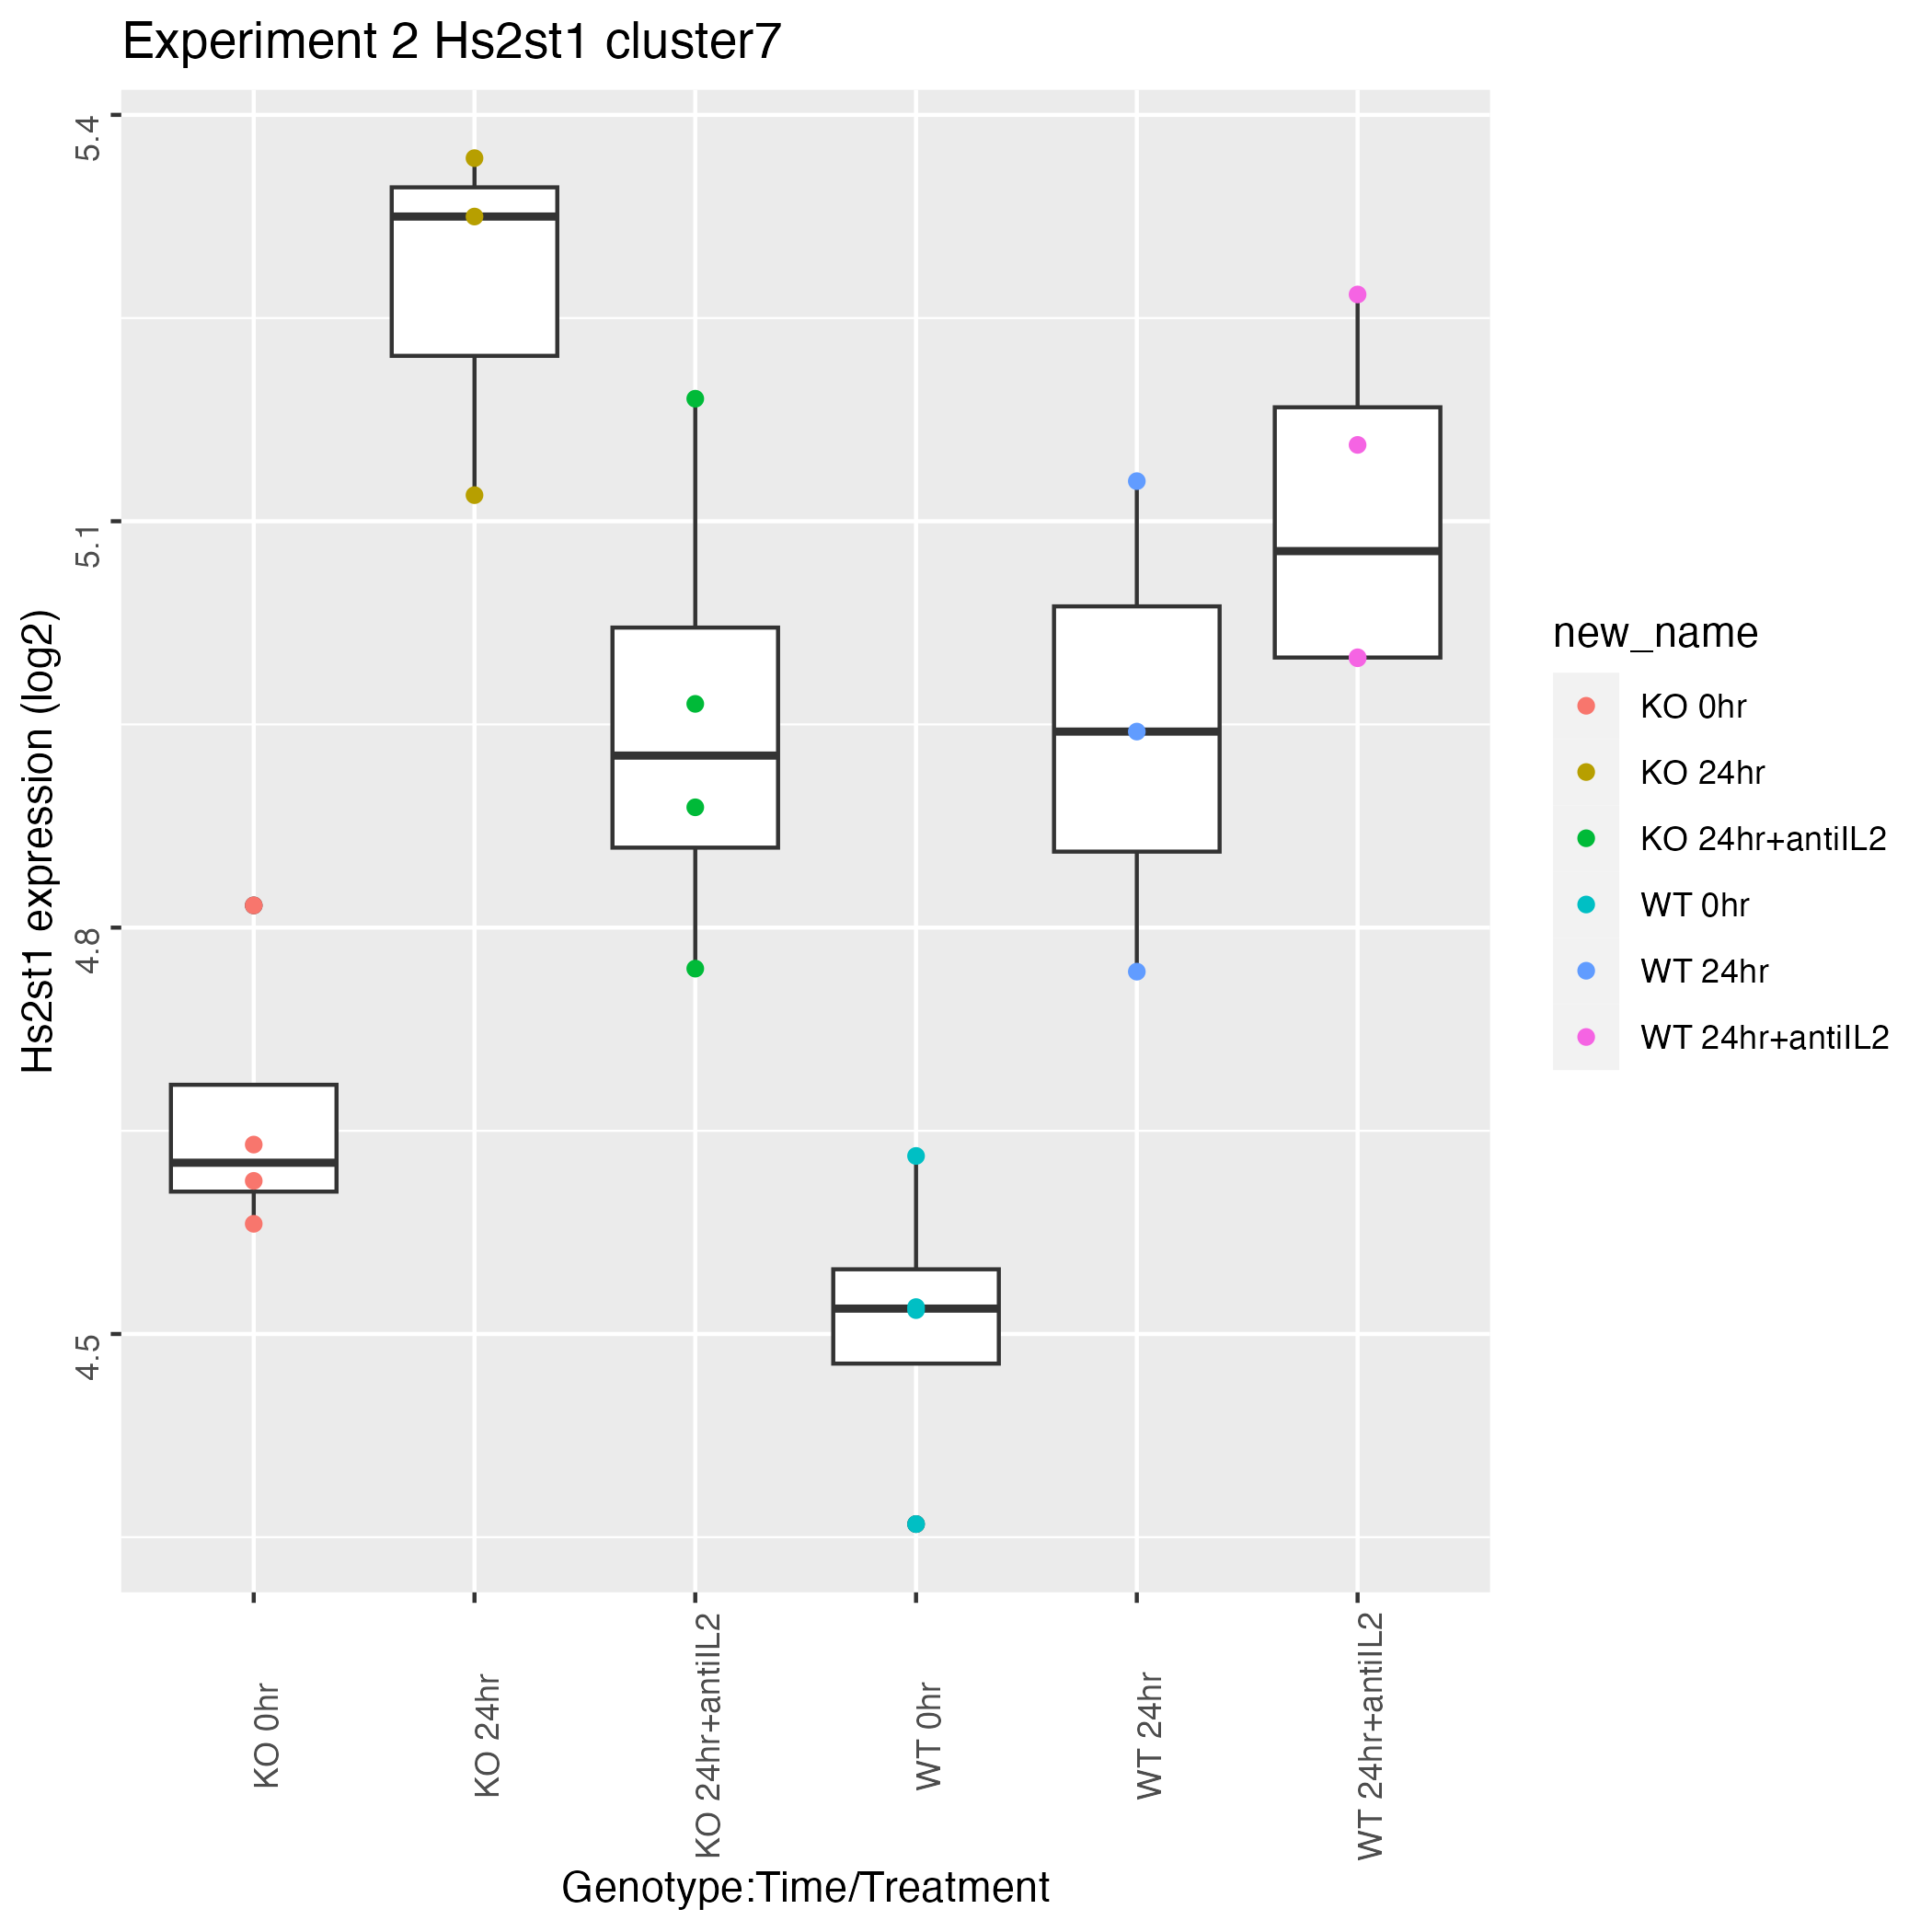 Experiment 2 Hs2st1 cluster7
Hs2st1 expression (log2)
5.4
5.1
4.8
4.5
KO 0hr
KO 24hr
KO 24hr+antiIL2
WT 0hr
WT 24hr
WT 24hr+antiIL2
Genotype:Time/Treatment
new_name
KO 0hr
KO 24hr
KO 24hr+antiIL2
WT 0hr
WT 24hr
WT 24hr+antiIL2